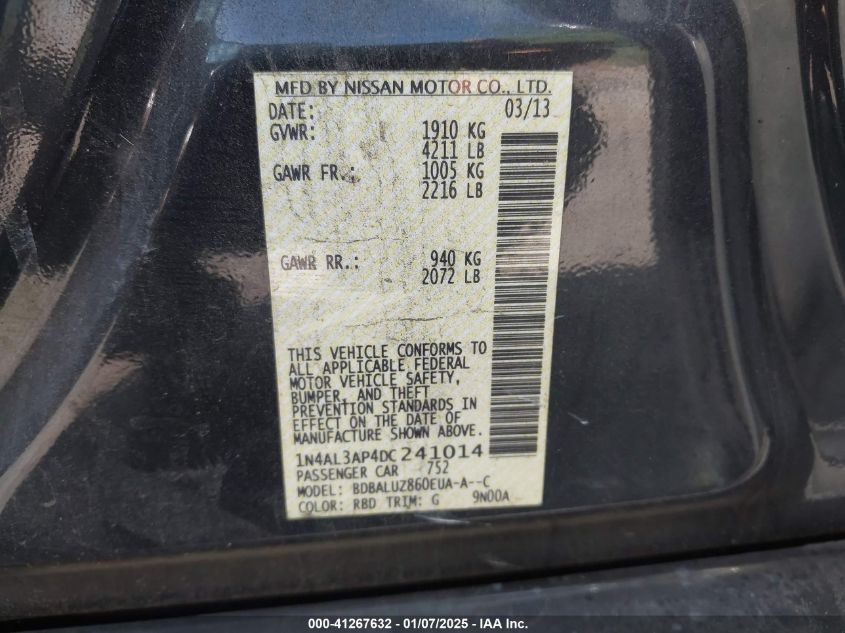 MFD BY NISSAN MOTOR CO., LTD.
DATE: 03/13
GVWR: 1910 KG
4211 LB
GAWR FR.: 1005 KG
2216 LB
GAWR RR.: 940 KG
2072 LB
THIS VEHICLE CONFORMS TO
ALL APPLICABLE FEDERAL
MOTOR VEHICLE SAFETY,
BUMPER, AND THEFT
PREVENTION STANDARDS IN
EFFECT ON THE DATE OF
MANUFACTURE SHOWN ABOVE.
1N4AL3AP4DC241014
PASSENGER CAR 752
MODEL: BDBALUZ860EUA-A--C
COLOR: RBD TRIM: G 9N00A
000-41267632 - 01/07/2025 - IAA Inc.